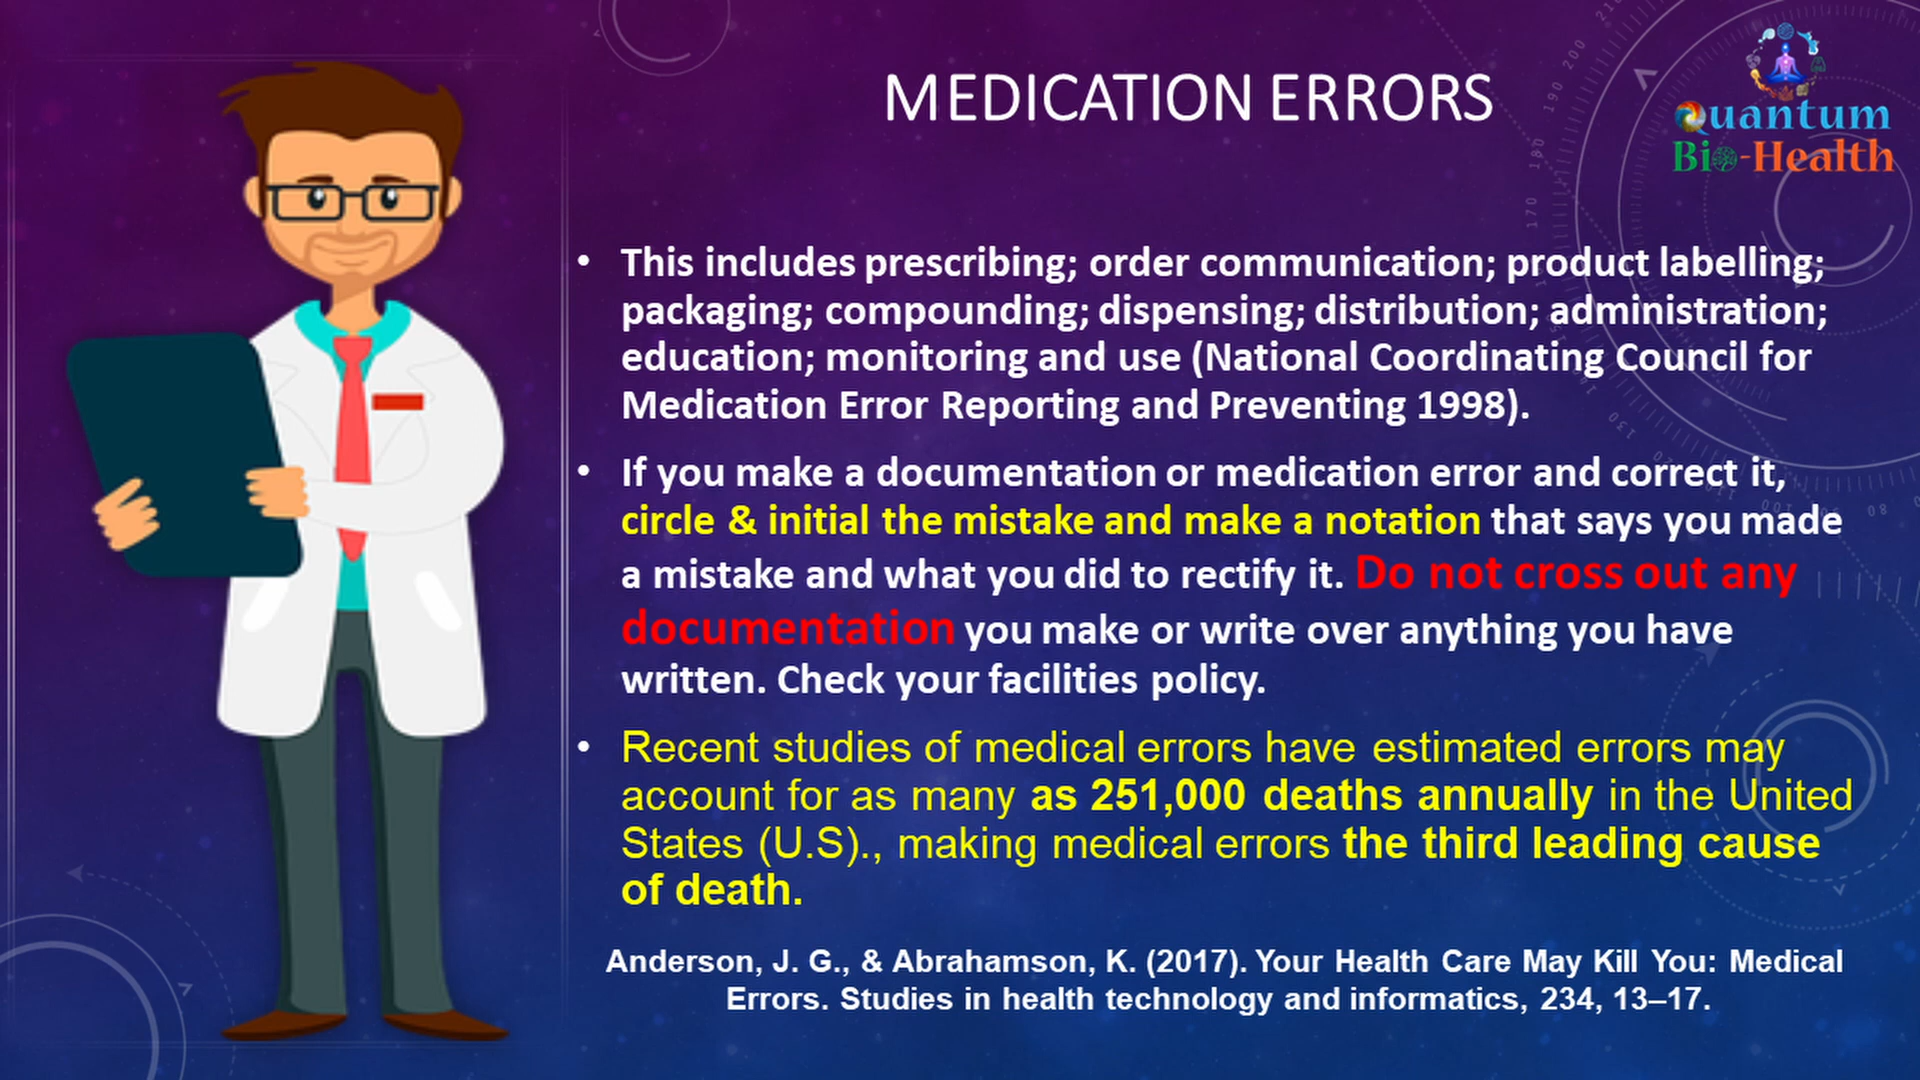 MEDICATION ERRORS
Quantum
Bio-Health
• This includes prescribing; order communication; product labelling;
packaging; compounding; dispensing; distribution; administration;
education; monitoring and use (National Coordinating Council for
Medication Error Reporting and Preventing 1998).
• If you make a documentation or medication error and correct it,
circle & initial the mistake and make a notation that says you made
a mistake and what you did to rectify it. Do not cross out any
documentation you make or write over anything you have
written. Check your facilities policy.
• Recent studies of medical errors have estimated errors may
account for as many as 251,000 deaths annually in the United
States (U.S)., making medical errors the third leading cause
of death.
Anderson, J. G., & Abrahamson, K. (2017). Your Health Care May Kill You: Medical
Errors. Studies in health technology and informatics, 234, 13–17.